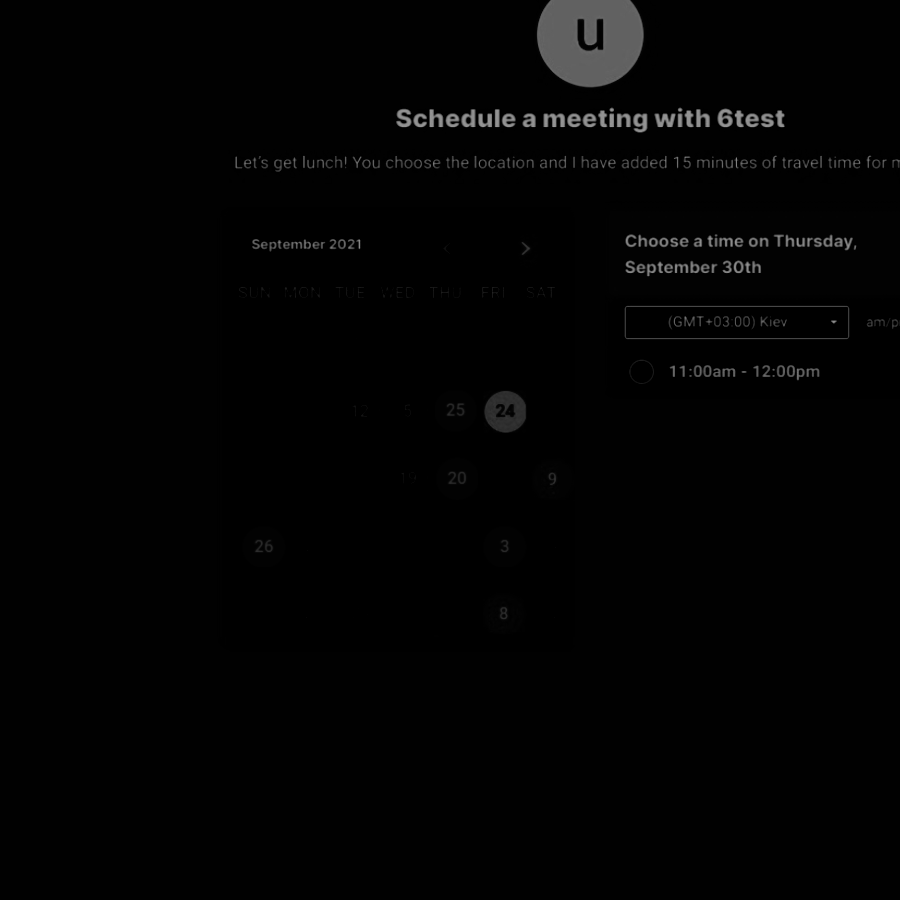 u
Schedule a meeting with 6test
Let's get lunch! You choose the location and I have added 15 minutes of travel time for
September 2021
SUN MON TUE WED THU FRI SAT
12 5 25 24
19 20 9
26 3
8
Choose a time on Thursday,
September 30th
(GMT+03:00) Kiev
am/p
11:00am - 12:00pm